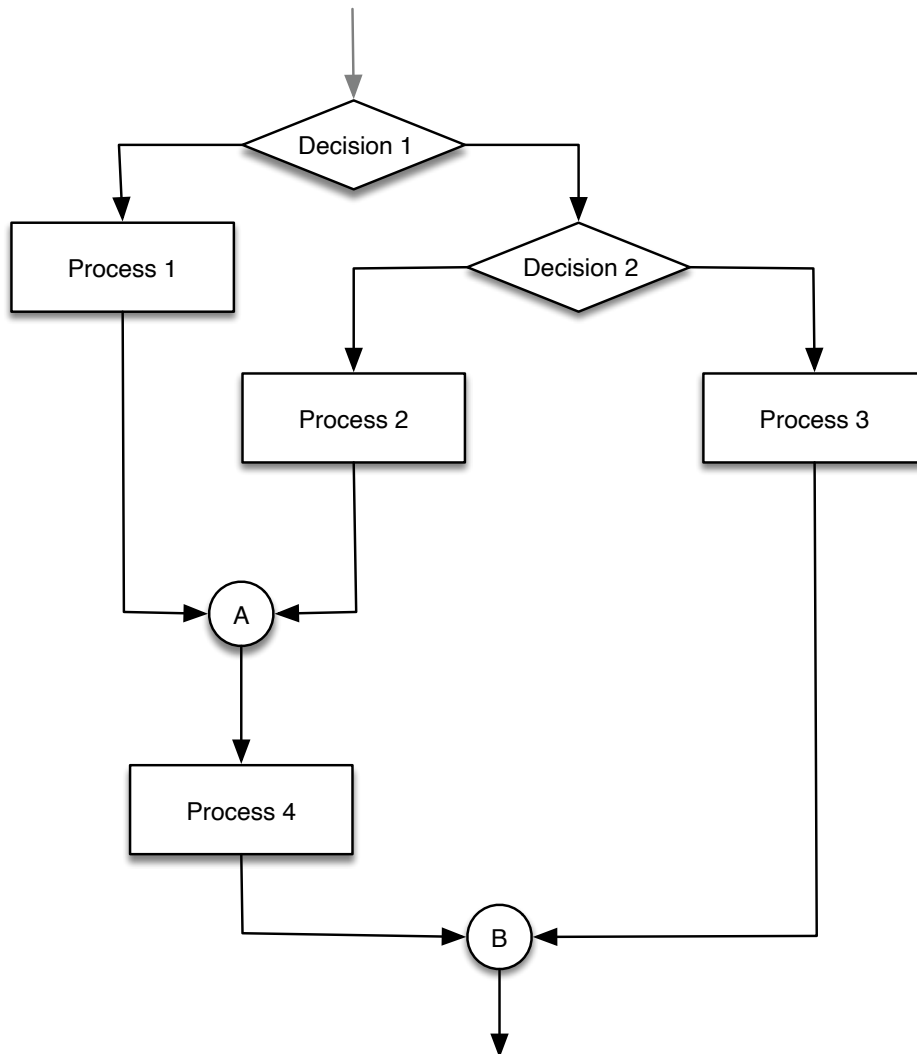 Decision 1
Process 1
Decision 2
Process 2
Process 3
A
Process 4
B